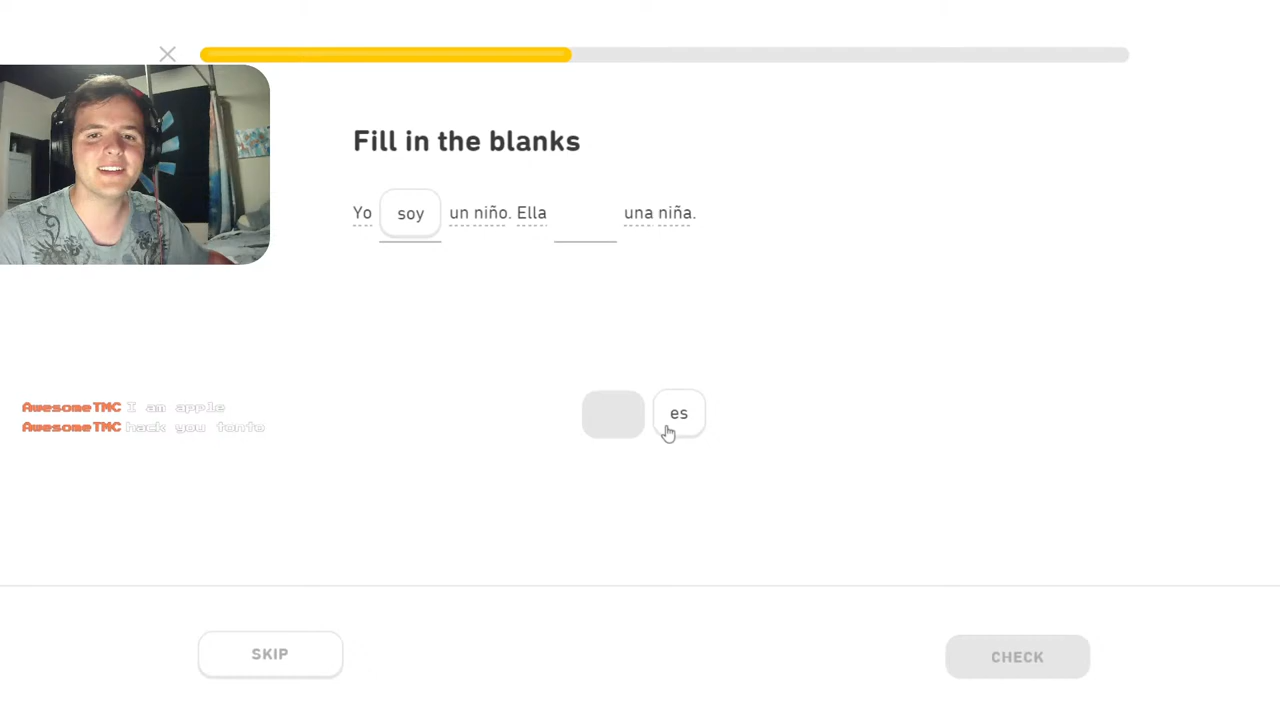 Fill in the blanks
Yo soy un niño. Ella una niña.
AwesomeTMC I am apple
AwesomeTMC hack you tonto
es
SKIP
CHECK